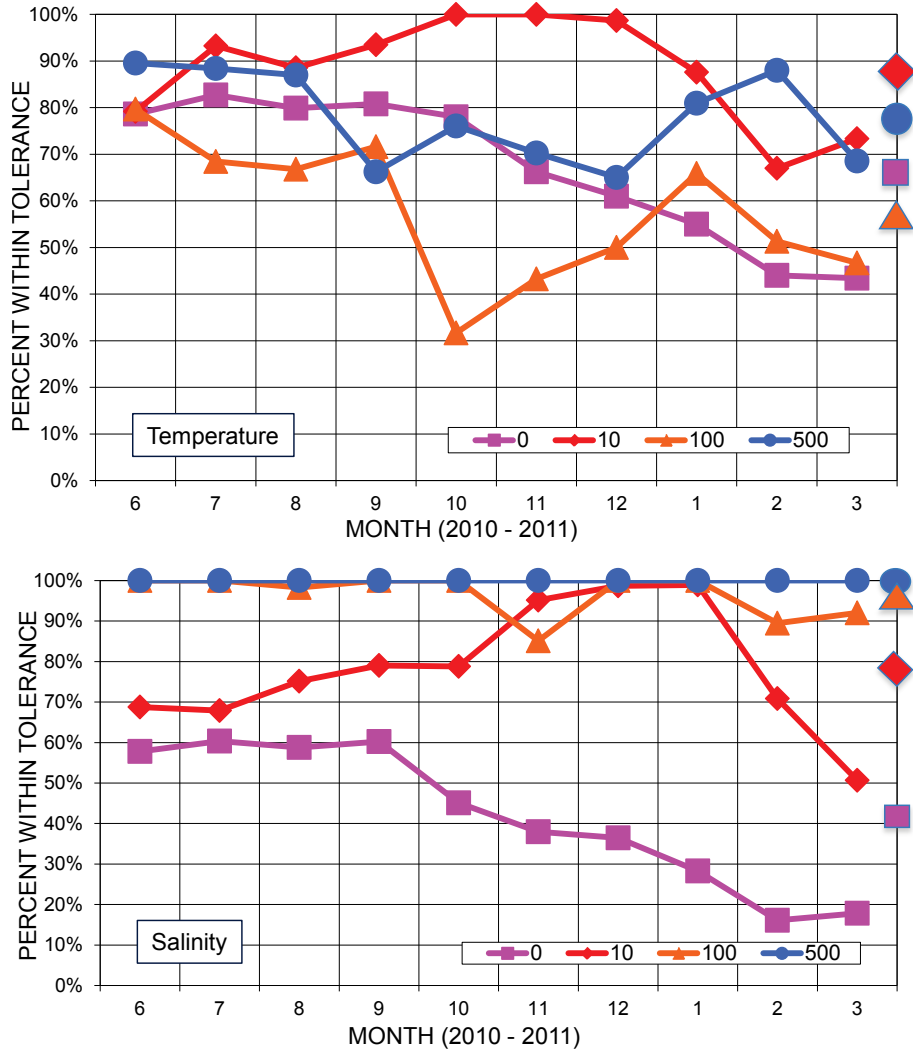 100%
90%
80%
70%
60%
50%
40%
30%
20%
10%
0%
PERCENT WITHIN TOLERANCE
Temperature
0 10 100 500
6 7 8 9 10 11 12 1 2 3
MONTH (2010 - 2011)
100%
90%
80%
70%
60%
50%
40%
30%
20%
10%
0%
PERCENT WITHIN TOLERANCE
Salinity
0 10 100 500
6 7 8 9 10 11 12 1 2 3
MONTH (2010 - 2011)